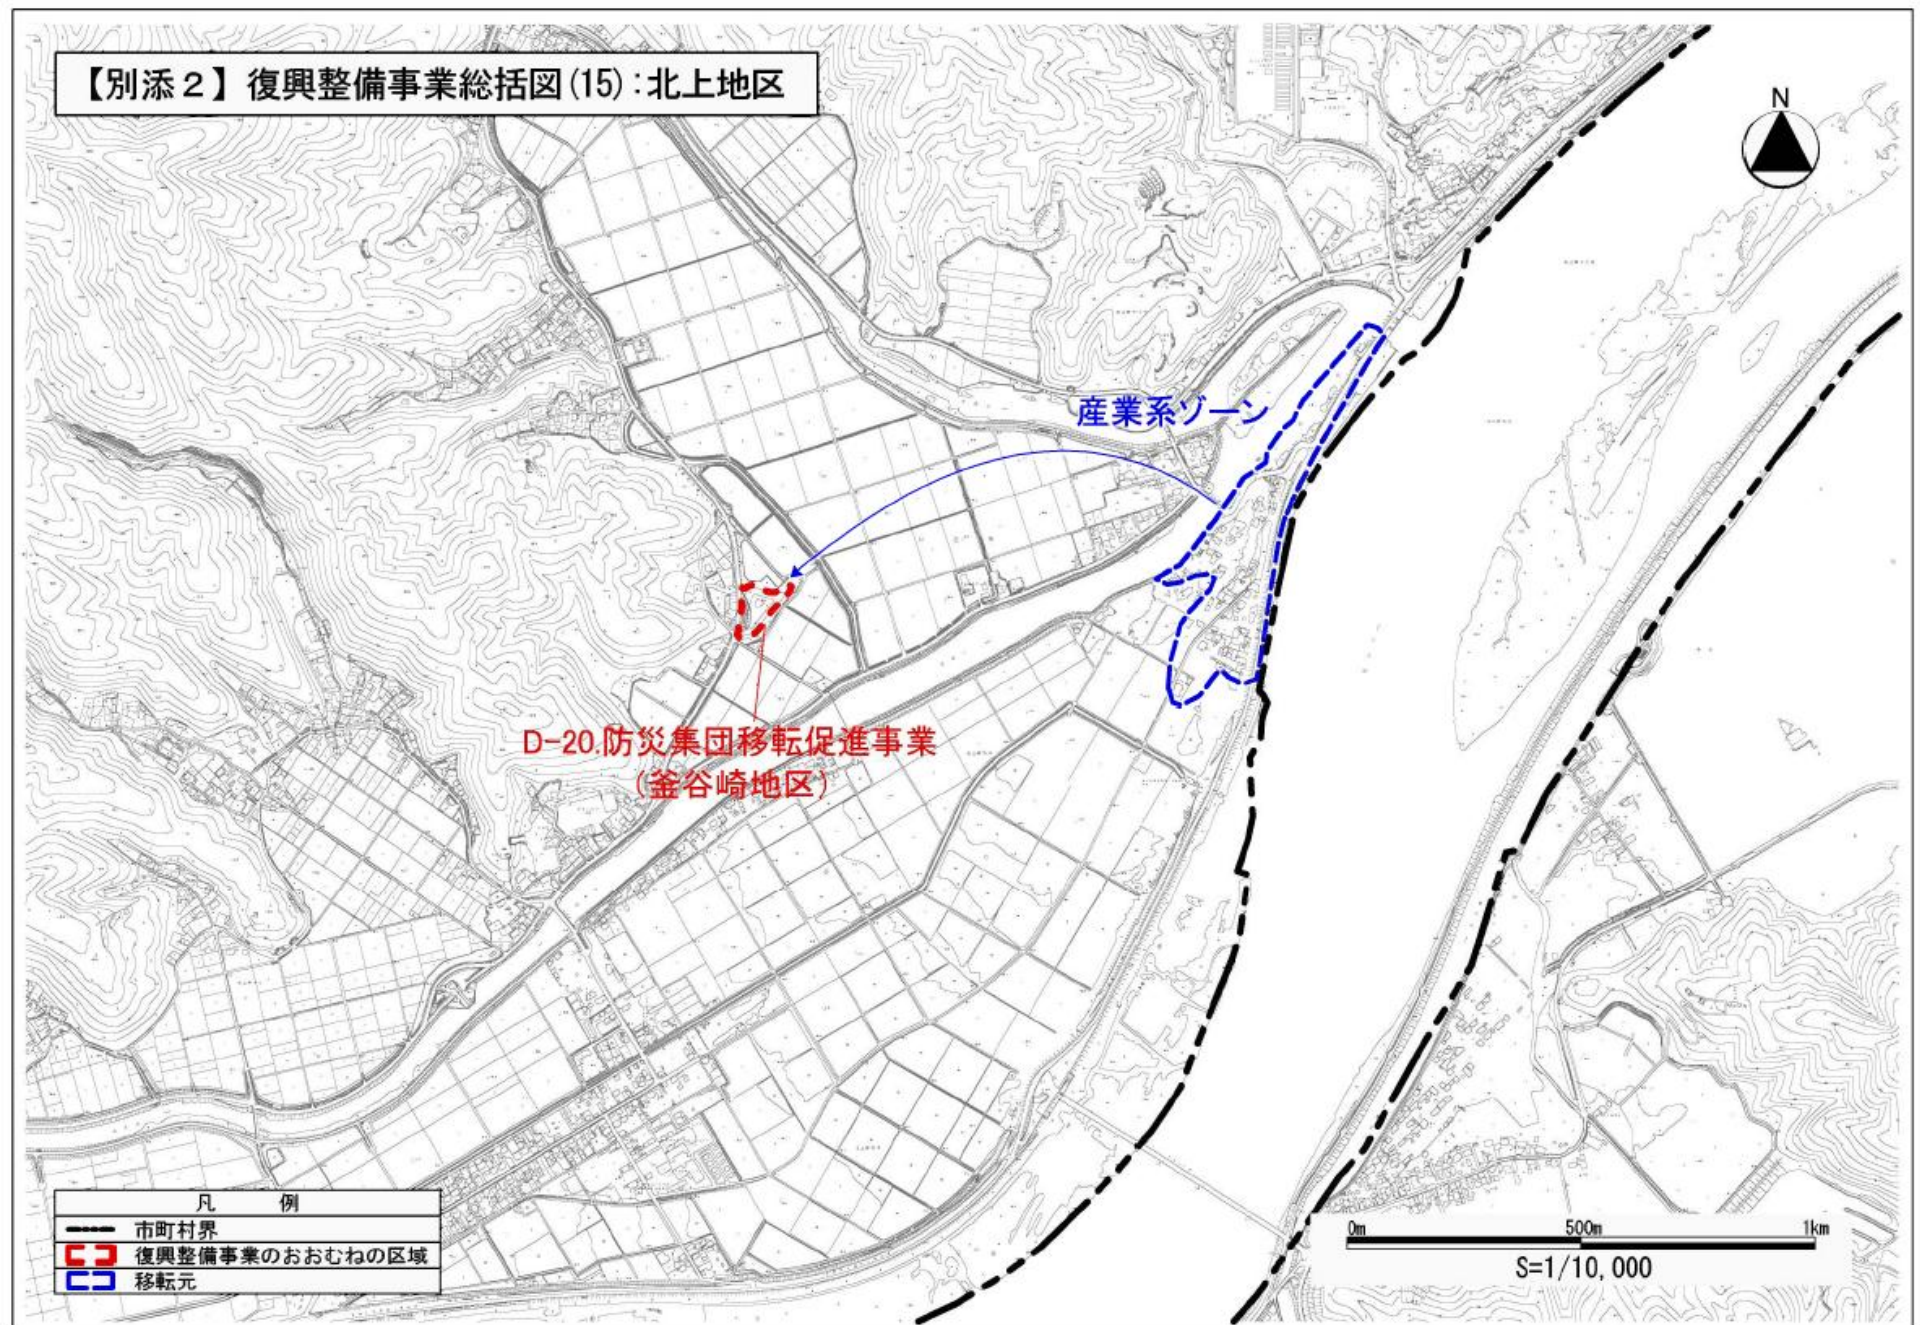 【別添２】復興整備事業総括図(15):北上地区
N
産業系ゾーン
D-20.防災集団移転促進事業
(釜谷崎地区)
凡 例
市町村界
復興整備事業のおおむねの区域
移転元
0m 500m 1km
S=1/10,000